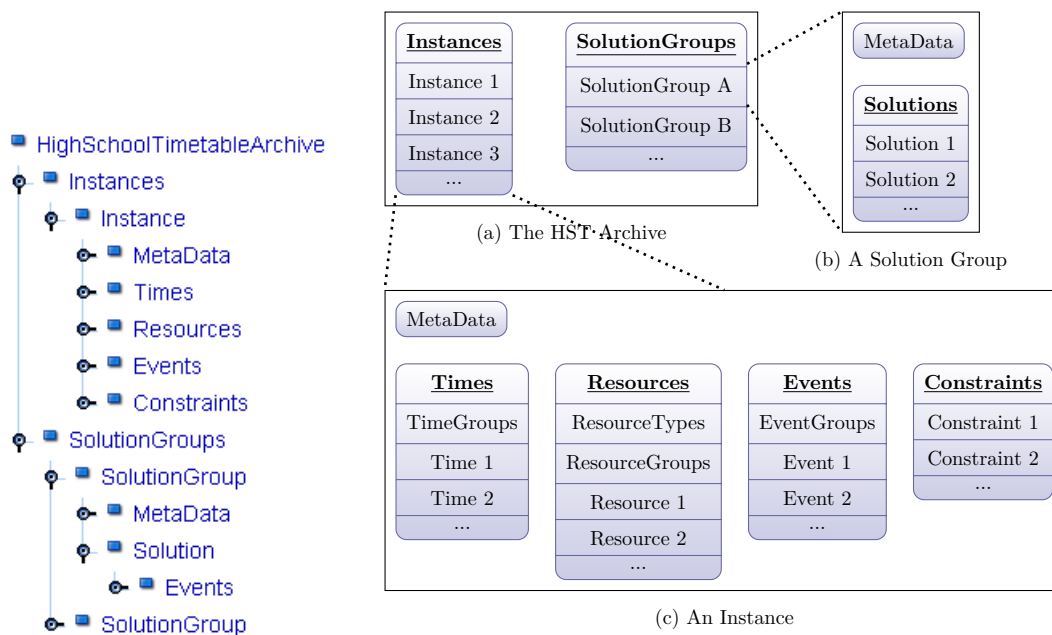 HighSchoolTimetableArchive
Instances
Instance
MetaData
Times
Resources
Events
Constraints
SolutionGroups
SolutionGroup
MetaData
Solution
Events
SolutionGroup
Instances
Instance 1
Instance 2
Instance 3
...
SolutionGroups
SolutionGroup A
SolutionGroup B
...
(a) The HST Archive
MetaData
Solutions
Solution 1
Solution 2
...
(b) A Solution Group
MetaData
Times
TimeGroups
Time 1
Time 2
...
Resources
ResourceTypes
ResourceGroups
Resource 1
Resource 2
...
Events
EventGroups
Event 1
Event 2
...
Constraints
Constraint 1
Constraint 2
...
(c) An Instance